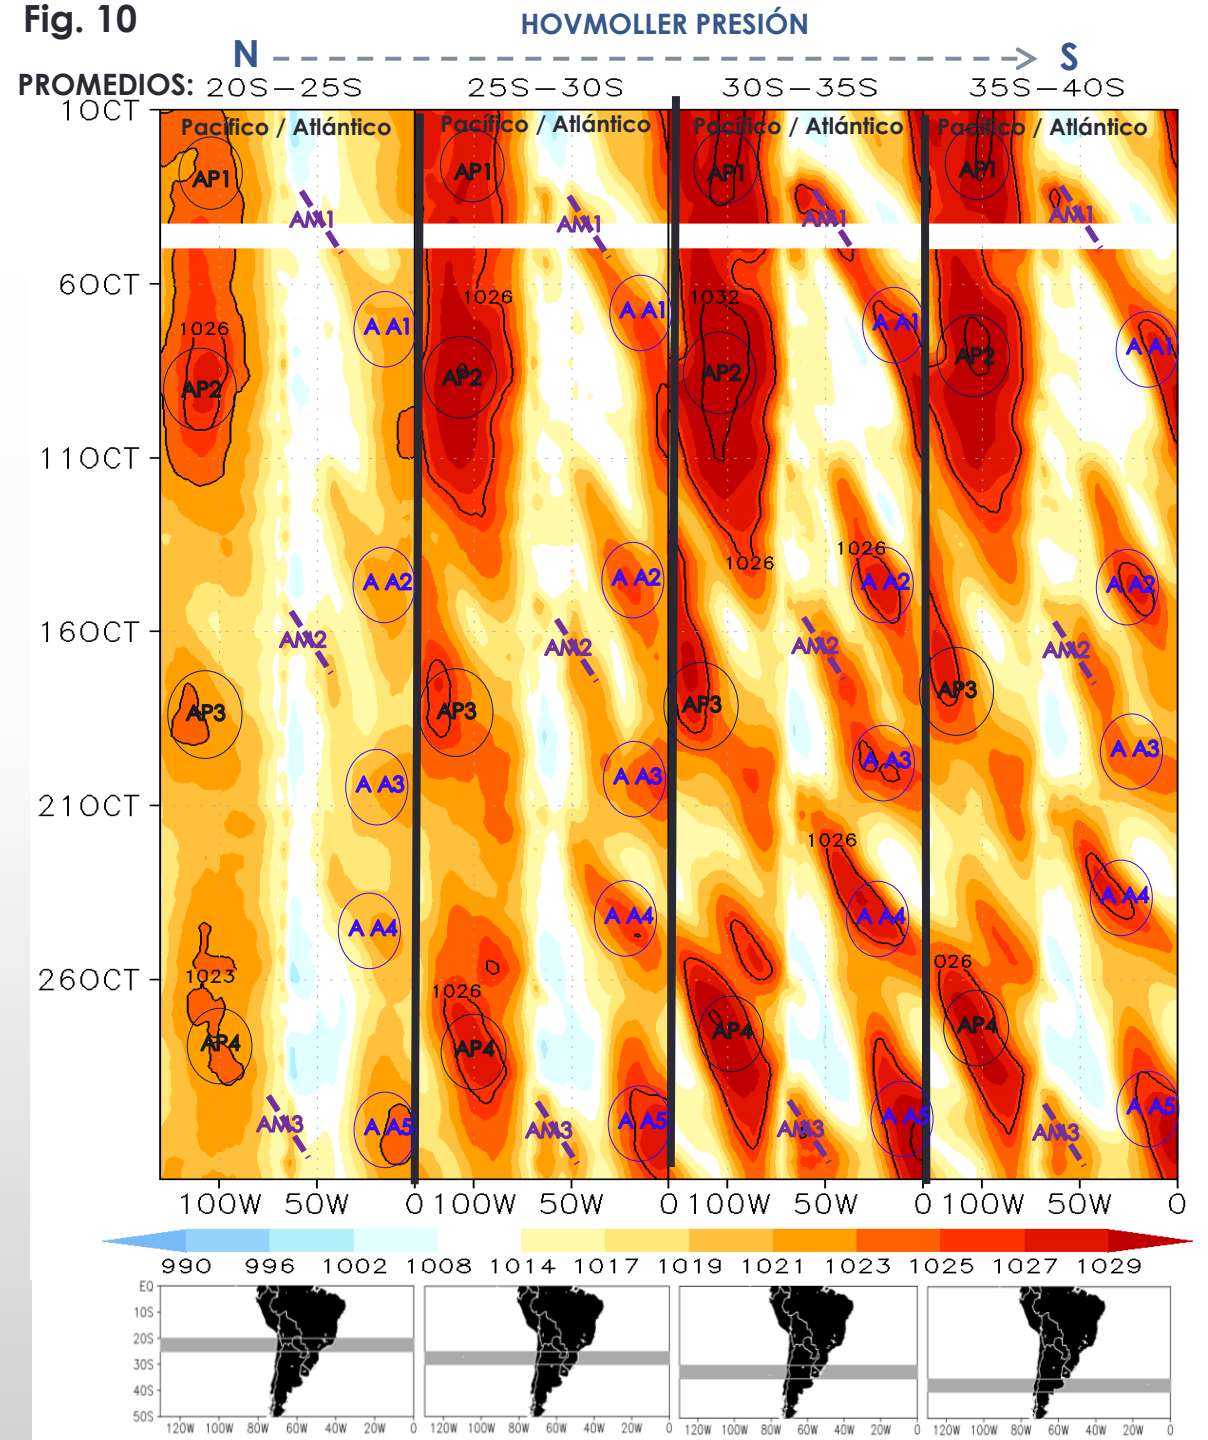 Fig. 10
HOVMOLLER PRESIÓN
N S
PROMEDIOS: 20S-25S 25S-30S 30S-35S 35S-40S
1OCT
Pacífico / Atlántico Pacífico / Atlántico Pacífico / Atlántico Pacífico / Atlántico
AP1 AP1 AP1 AP1
AM1 AM1 AM1 AM1
6OCT
1026 1032
A A1 A A1 A A1 A A1
1026
AP2 AP2 AP2 AP2
11OCT
1026 1026
A A2 A A2 A A2 A A2
16OCT
AM2 AM2 AM2 AM2
AP3 AP3 AP3 AP3
A A3 A A3 A A3 A A3
21OCT
1026
A A4 A A4 A A4 A A4
26OCT
1023 1026 026
AP4 AP4 AP4 AP4
AM3 AM3 AM3 AM3
A A5 A A5 A A5 A A5
100W 50W 0 100W 50W 0 100W 50W 0 100W 50W 0
990 996 1002 1008 1014 1017 1019 1021 1023 1025 1027 1029
EQ
10S
20S
30S
40S
50S
120W 100W 80W 60W 40W 20W 0 120W 100W 80W 60W 40W 20W 0 120W 100W 80W 60W 40W 20W 0 120W 100W 80W 60W 40W 20W 0